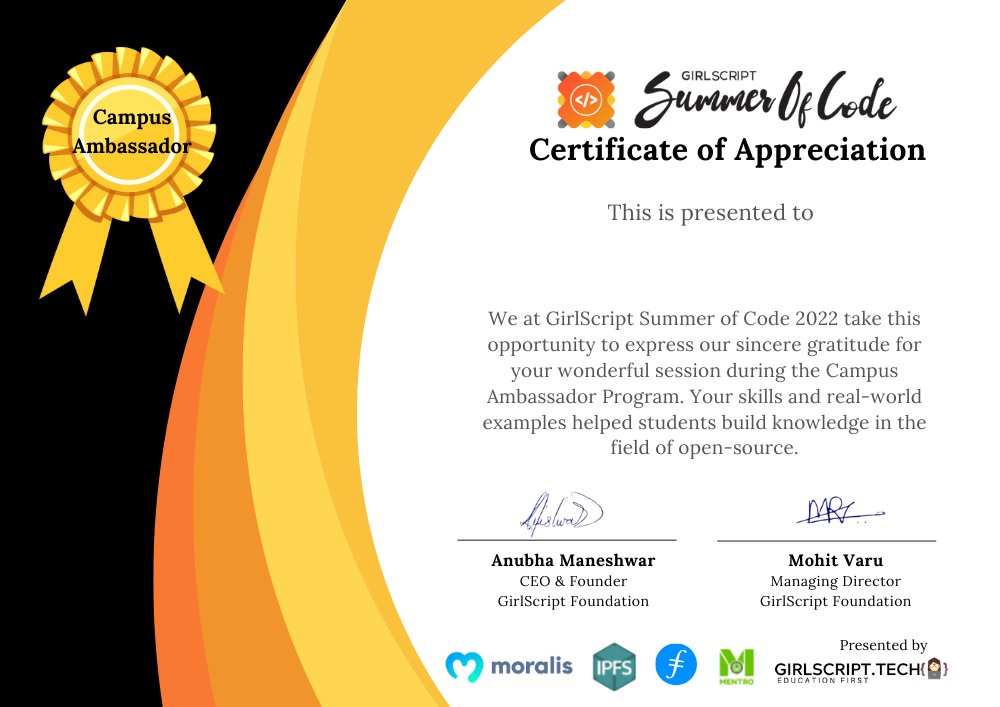 Campus
Ambassador
GIRLSCRIPT
Summer Of Code
</>
Certificate of Appreciation
This is presented to
We at GirlScript Summer of Code 2022 take this
opportunity to express our sincere gratitude for
your wonderful session during the Campus
Ambassador Program. Your skills and real-world
examples helped students build knowledge in the
field of open-source.
Anubha Maneshwar
CEO & Founder
GirlScript Foundation
Mohit Varu
Managing Director
GirlScript Foundation
Presented by
moralis
IPFS
MENTRO
GIRLSCRIPT.TECH{ }
EDUCATION FIRST